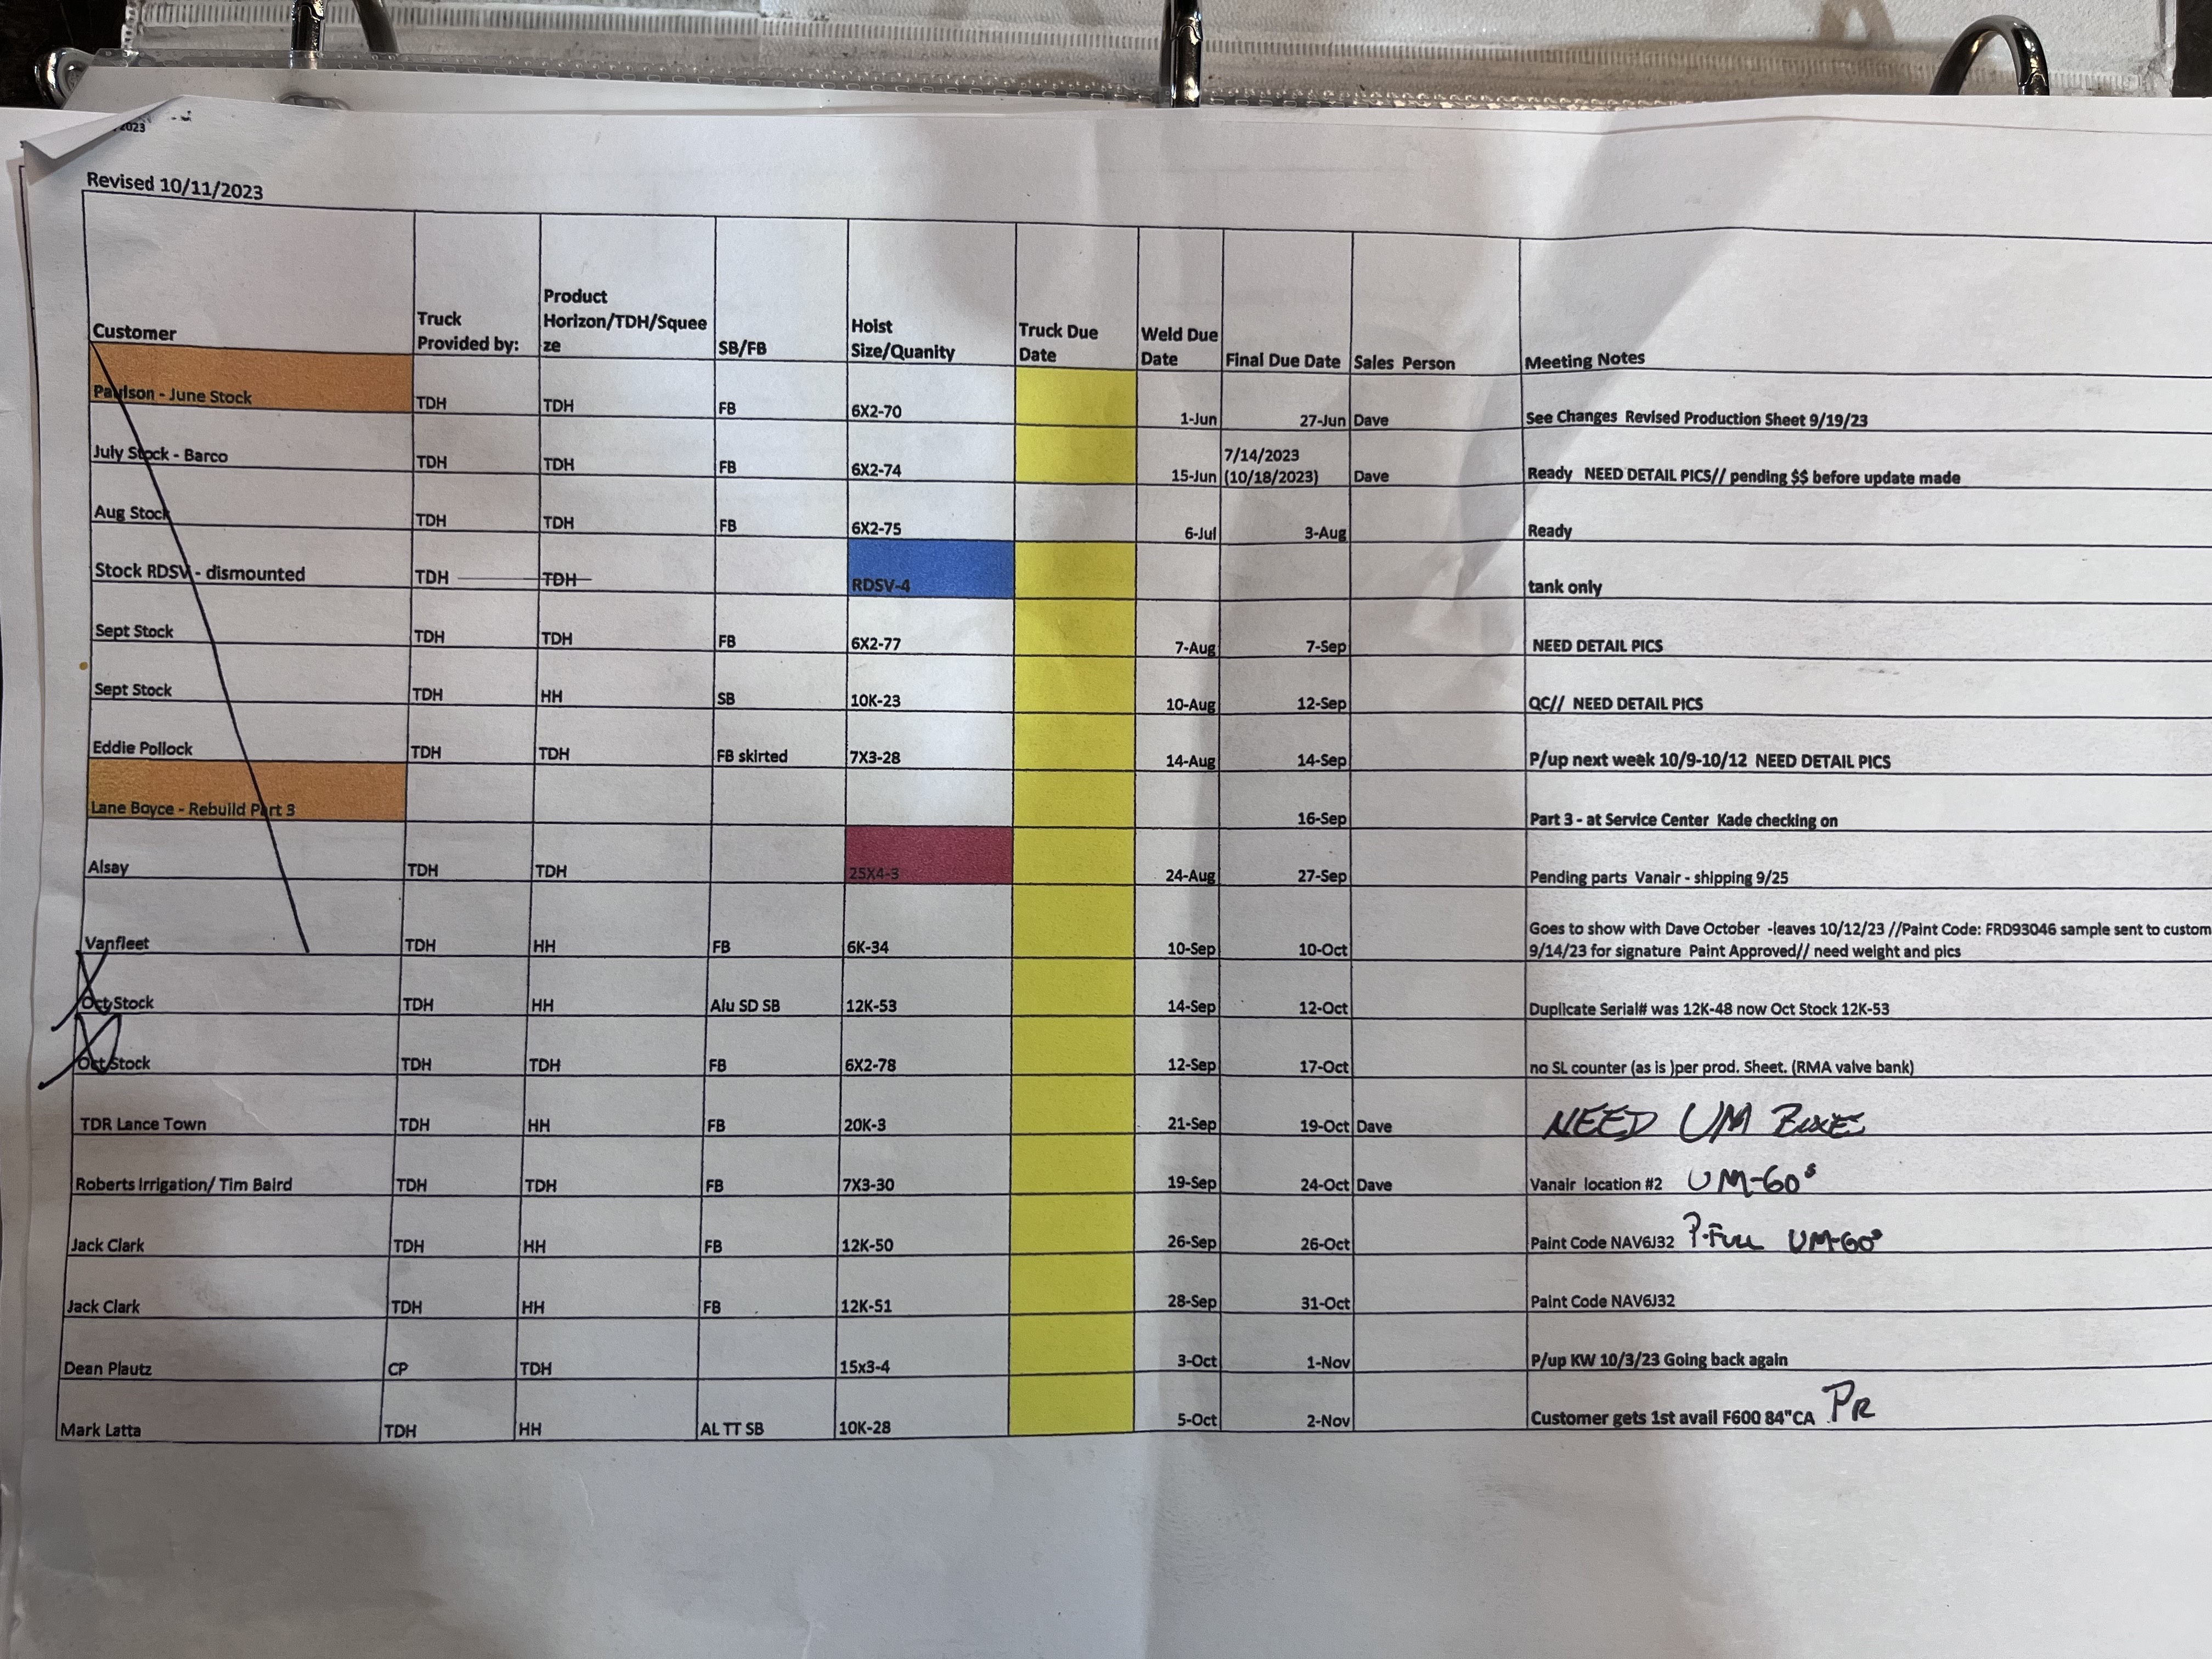 2023
Revised 10/11/2023
Customer Truck Provided by: Product Horizon/TDH/Squeeze SB/FB Hoist Size/Quanity Truck Due Date Weld Due Date Final Due Date Sales Person Meeting Notes
Paulson - June Stock TDH TDH FB 6X2-70 1-Jun 27-Jun Dave See Changes Revised Production Sheet 9/19/23
July Stock - Barco TDH TDH FB 6X2-74 15-Jun 7/14/2023 (10/18/2023) Dave Ready NEED DETAIL PICS// pending $$ before update made
Aug Stock TDH TDH FB 6X2-75 6-Jul 3-Aug Ready
Stock RDSV - dismounted TDH TDH RDSV-4 tank only
Sept Stock TDH TDH FB 6X2-77 7-Aug 7-Sep NEED DETAIL PICS
Sept Stock TDH HH SB 10K-23 10-Aug 12-Sep QC// NEED DETAIL PICS
Eddie Pollock TDH TDH FB skirted 7X3-28 14-Aug 14-Sep P/up next week 10/9-10/12 NEED DETAIL PICS
Lane Boyce - Rebuild Part 3 16-Sep Part 3 - at Service Center Kade checking on
Alsay TDH TDH 25X4-3 24-Aug 27-Sep Pending parts Vanair - shipping 9/25
Vanfleet TDH HH FB 6K-34 10-Sep 10-Oct Goes to show with Dave October -leaves 10/12/23 //Paint Code: FRD93046 sample sent to custom
9/14/23 for signature Paint Approved// need weight and pics
Oct Stock TDH HH Alu SD SB 12K-53 14-Sep 12-Oct Duplicate Serial# was 12K-48 now Oct Stock 12K-53
Oct Stock TDH TDH FB 6X2-78 12-Sep 17-Oct no SL counter (as is )per prod. Sheet. (RMA valve bank)
TDR Lance Town TDH HH FB 20K-3 21-Sep 19-Oct Dave NEED UM
Roberts Irrigation/ Tim Baird TDH TDH FB 7X3-30 19-Sep 24-Oct Dave Vanair location #2 UM-60s
Jack Clark TDH HH FB 12K-50 26-Sep 26-Oct Paint Code NAV6J32 ?-FULL UM-60s
Jack Clark TDH HH FB 12K-51 28-Sep 31-Oct Paint Code NAV6J32
Dean Plautz CP TDH 15x3-4 3-Oct 1-Nov P/up KW 10/3/23 Going back again
Mark Latta TDH HH AL TT SB 10K-28 5-Oct 2-Nov Customer gets 1st avail F600 84"CA PR